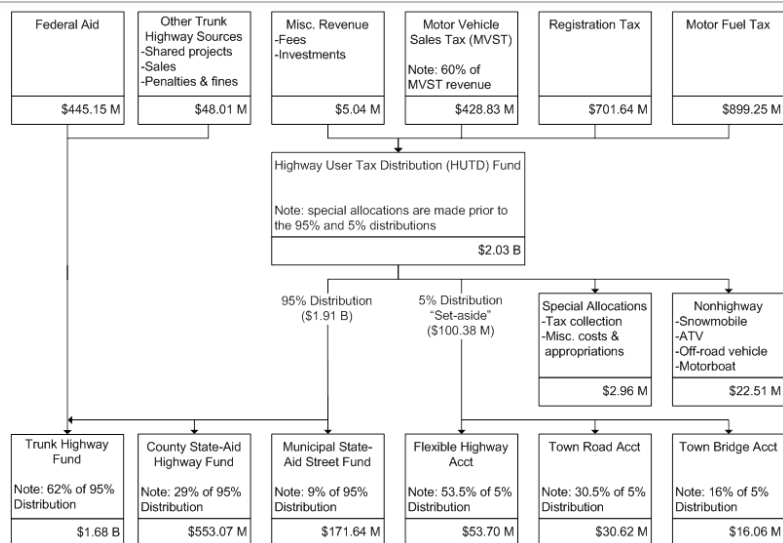 Federal Aid
$445.15 M
Other Trunk
Highway Sources
-Shared projects
-Sales
-Penalties & fines
$48.01 M
Misc. Revenue
-Fees
-Investments
$5.04 M
Motor Vehicle
Sales Tax (MVST)
Note: 60% of
MVST revenue
$428.83 M
Registration Tax
$701.64 M
Motor Fuel Tax
$899.25 M
Highway User Tax Distribution (HUTD) Fund
Note: special allocations are made prior to
the 95% and 5% distributions
$2.03 B
95% Distribution
($1.91 B)
5% Distribution
“Set-aside”
($100.38 M)
Special Allocations
-Tax collection
-Misc. costs &
appropriations
$2.96 M
Nonhighway
-Snowmobile
-ATV
-Off-road vehicle
-Motorboat
$22.51 M
Trunk Highway
Fund
Note: 62% of 95%
Distribution
$1.68 B
County State-Aid
Highway Fund
Note: 29% of 95%
Distribution
$553.07 M
Municipal State-
Aid Street Fund
Note: 9% of 95%
Distribution
$171.64 M
Flexible Highway
Acct
Note: 53.5% of 5%
Distribution
$53.70 M
Town Road Acct
Note: 30.5% of 5%
Distribution
$30.62 M
Town Bridge Acct
Note: 16% of 5%
Distribution
$16.06 M